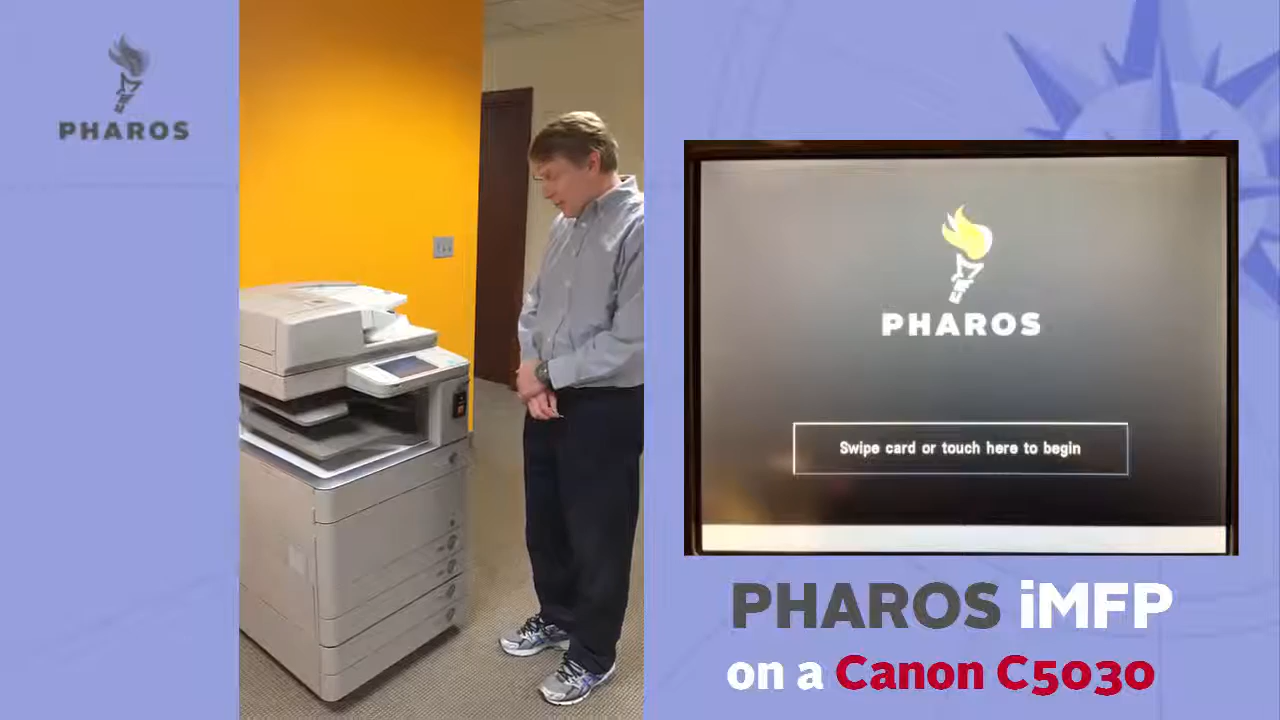 PHAROS
PHAROS
Swipe card or touch here to begin
PHAROS iMFP
on a Canon C5030